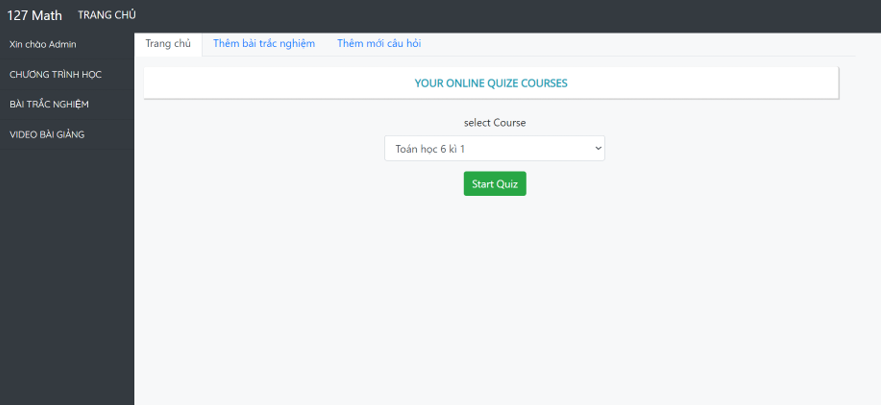 127 Math TRANG CHỦ
Xin chào Admin
CHƯƠNG TRÌNH HỌC
BÀI TRẮC NGHIỆM
VIDEO BÀI GIẢNG
Trang chủ Thêm bài trắc nghiệm Thêm mới câu hỏi
YOUR ONLINE QUIZE COURSES
select Course
Toán học 6 kì 1
Start Quiz